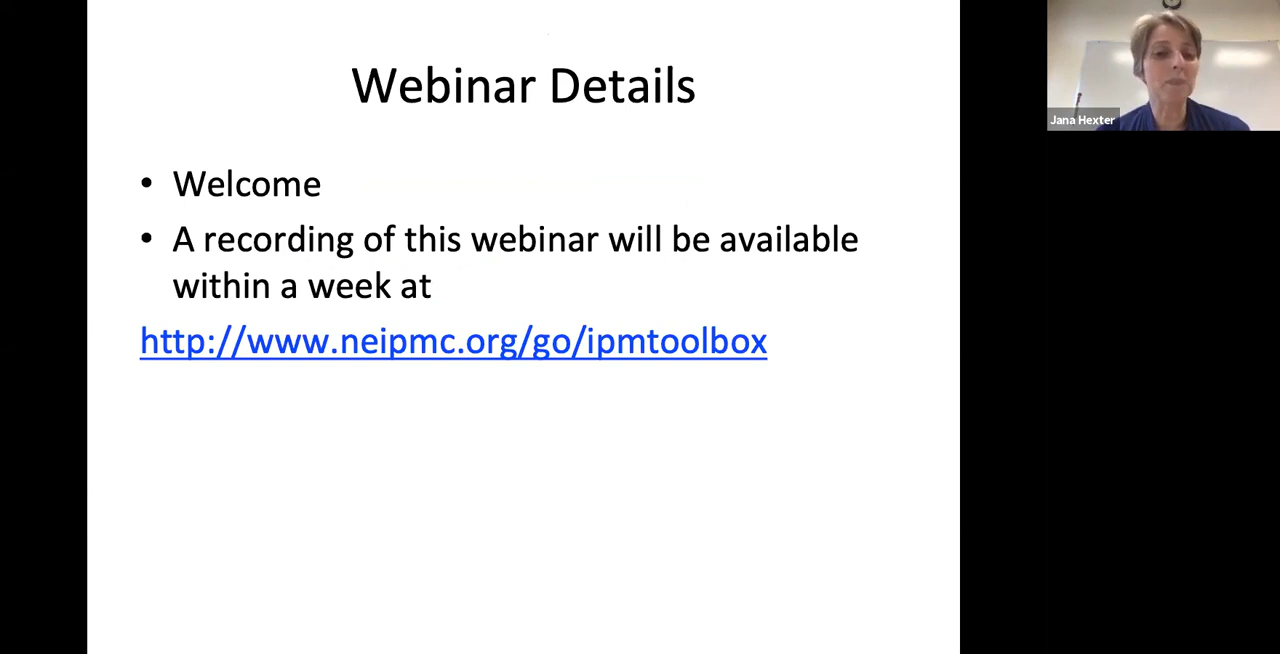 Webinar Details
• Welcome
• A recording of this webinar will be available
within a week at
http://www.neipmc.org/go/ipmtoolbox
Jana Hexter